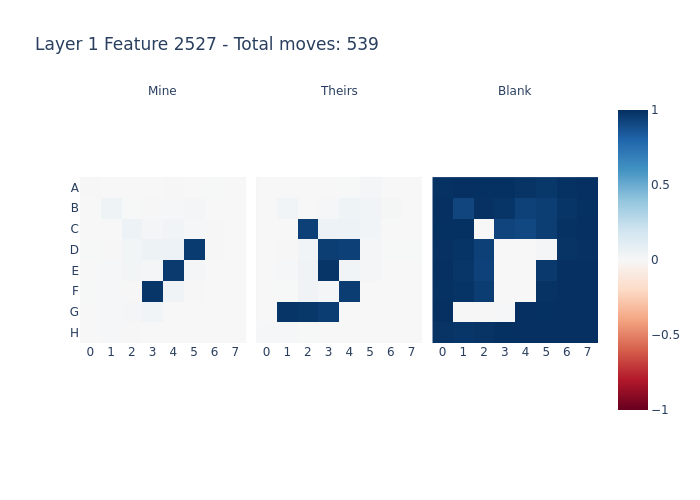 Layer 1 Feature 2527 - Total moves: 539
Mine Theirs Blank
A
B
C
D
E
F
G
H
0 1 2 3 4 5 6 7 0 1 2 3 4 5 6 7 0 1 2 3 4 5 6 7
1
0.5
0
−0.5
−1